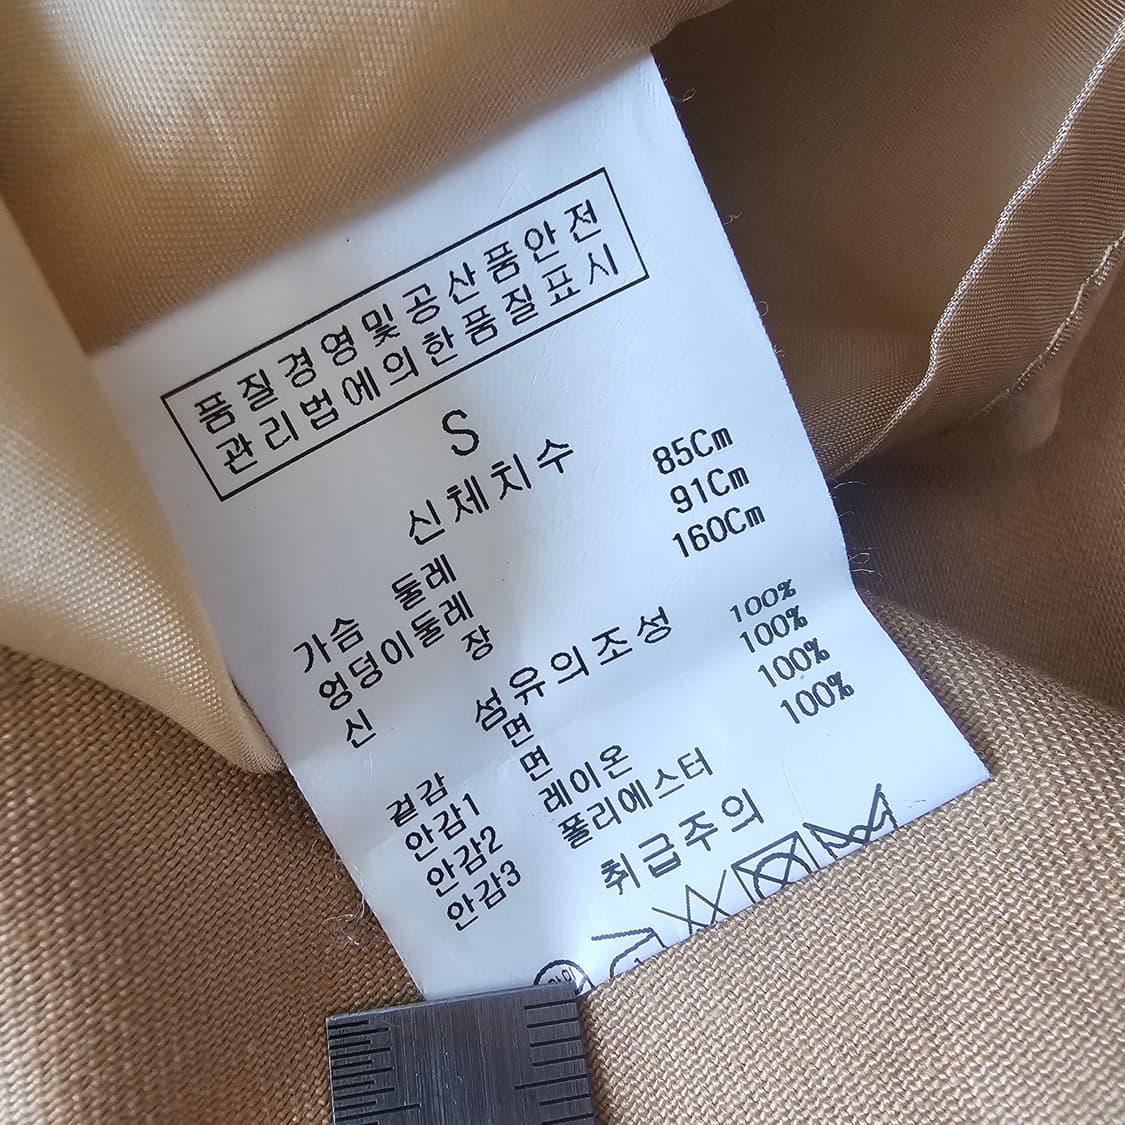 품질경영및공산품안전
관리법에의한품질표시
S
신체치수
가슴 둘레 85Cm
엉덩이둘레 91Cm
신 장 160Cm
섬유의조성
겉감 면 100%
안감1 면 100%
안감2 레이온 100%
안감3 폴리에스터 100%
취급주의